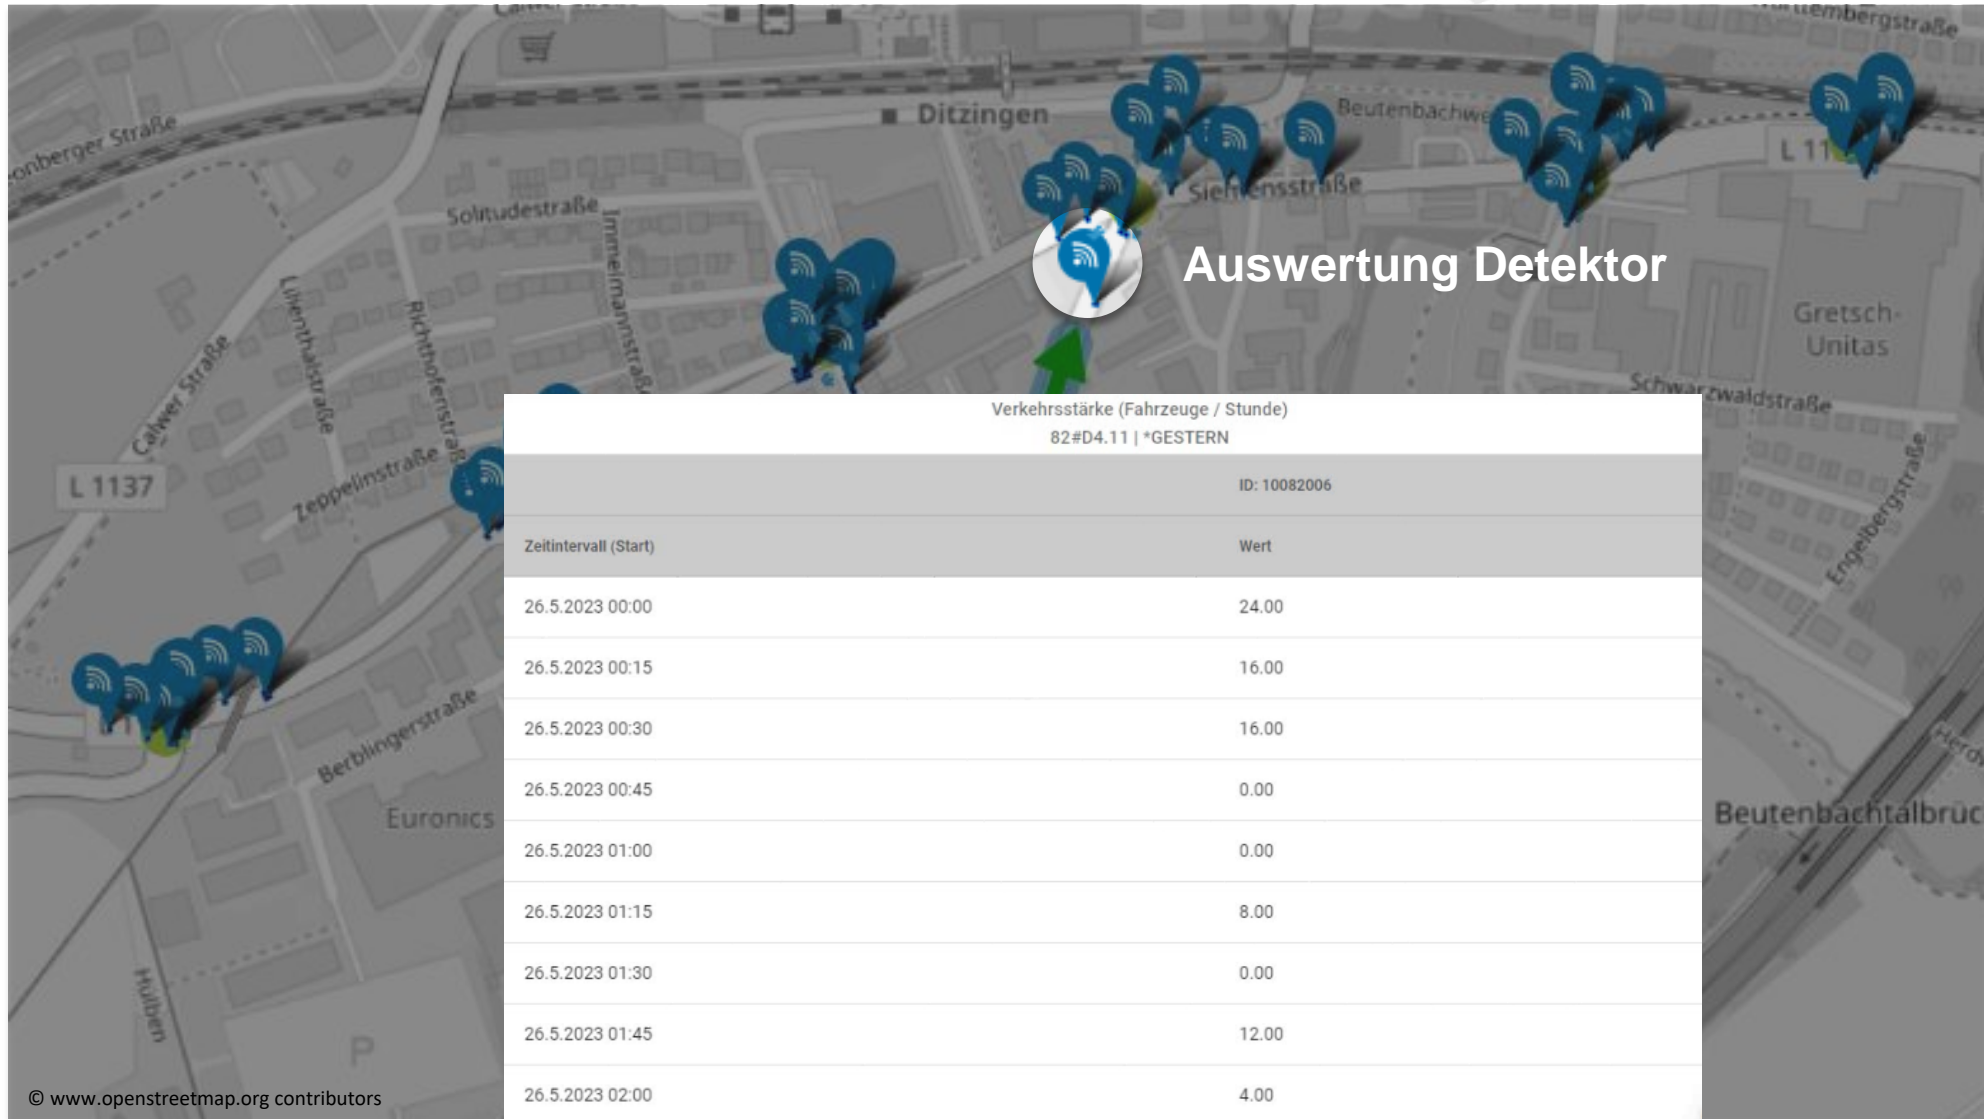 Ditzingen
Beutenbachwe
onberger Straße
L 11
Solitudestraße
Siemensstraße
Immelmannstraße
Auswertung Detektor
Lilienthalstraße
Richthofenstraß
Gretsch-
Unitas
Calwer Straße
Schwarzwaldstraße
Verkehrsstärke (Fahrzeuge / Stunde)
82#D4.11 | *GESTERN
L 1137
Zeppelinstraße
Engelbergstraße
ID: 10082006
Zeitintervall (Start) Wert
26.5.2023 00:00 24.00
26.5.2023 00:15 16.00
26.5.2023 00:30 16.00
26.5.2023 00:45 0.00
26.5.2023 01:00 0.00
26.5.2023 01:15 8.00
26.5.2023 01:30 0.00
26.5.2023 01:45 12.00
26.5.2023 02:00 4.00
Berblingerstraße
Euronics
Beutenbachtalbrüc
Hülben
P
© www.openstreetmap.org contributors